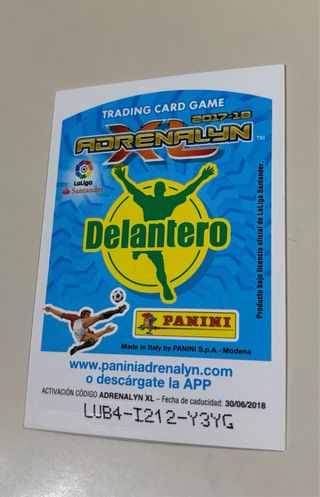 TRADING CARD GAME
2017-18
ADRENALYN XL™
LaLiga
Santander
Delantero
PANINI
Made in Italy by PANINI S.p.A. - Modena
Producto bajo licencia oficial de LaLiga Santander
www.paniniadrenalyn.com
o descárgate la APP
ACTIVACIÓN CÓDIGO ADRENALYN XL – Fecha de caducidad: 30/06/2018
LUB4-I212-Y3YG